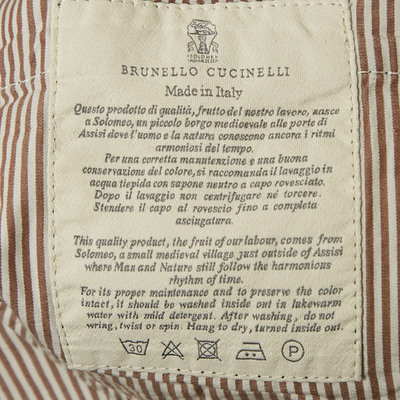 SOLOMEO
BRUNELLO CUCINELLI
Made in Italy
Questo prodotto di qualità, frutto del nostro lavoro, nasce
a Solomeo, un piccolo borgo medioevale alle porte di
Assisi dove l'uomo e la natura conoscono ancora i ritmi
armoniosi del tempo.
Per una corretta manutenzione e una buona
conservazione del colore, si raccomanda il lavaggio in
acqua tiepida con sapone neutro a capo rovesciato.
Dopo il lavaggio non centrifugare né torcere.
Stendere il capo al rovescio fino a completa
asciugatura.
This quality product, the fruit of our labour, comes from
Solomeo, a small medieval village just outside of Assisi
where Man and Nature still follow the harmonious
rhythm of time.
For its proper maintenance and to preserve the color
intact, it should be washed inside out in lukewarm
water with mild detergent. After washing, do not
wring, twist or spin. Hang to dry, turned inside out.
30 P